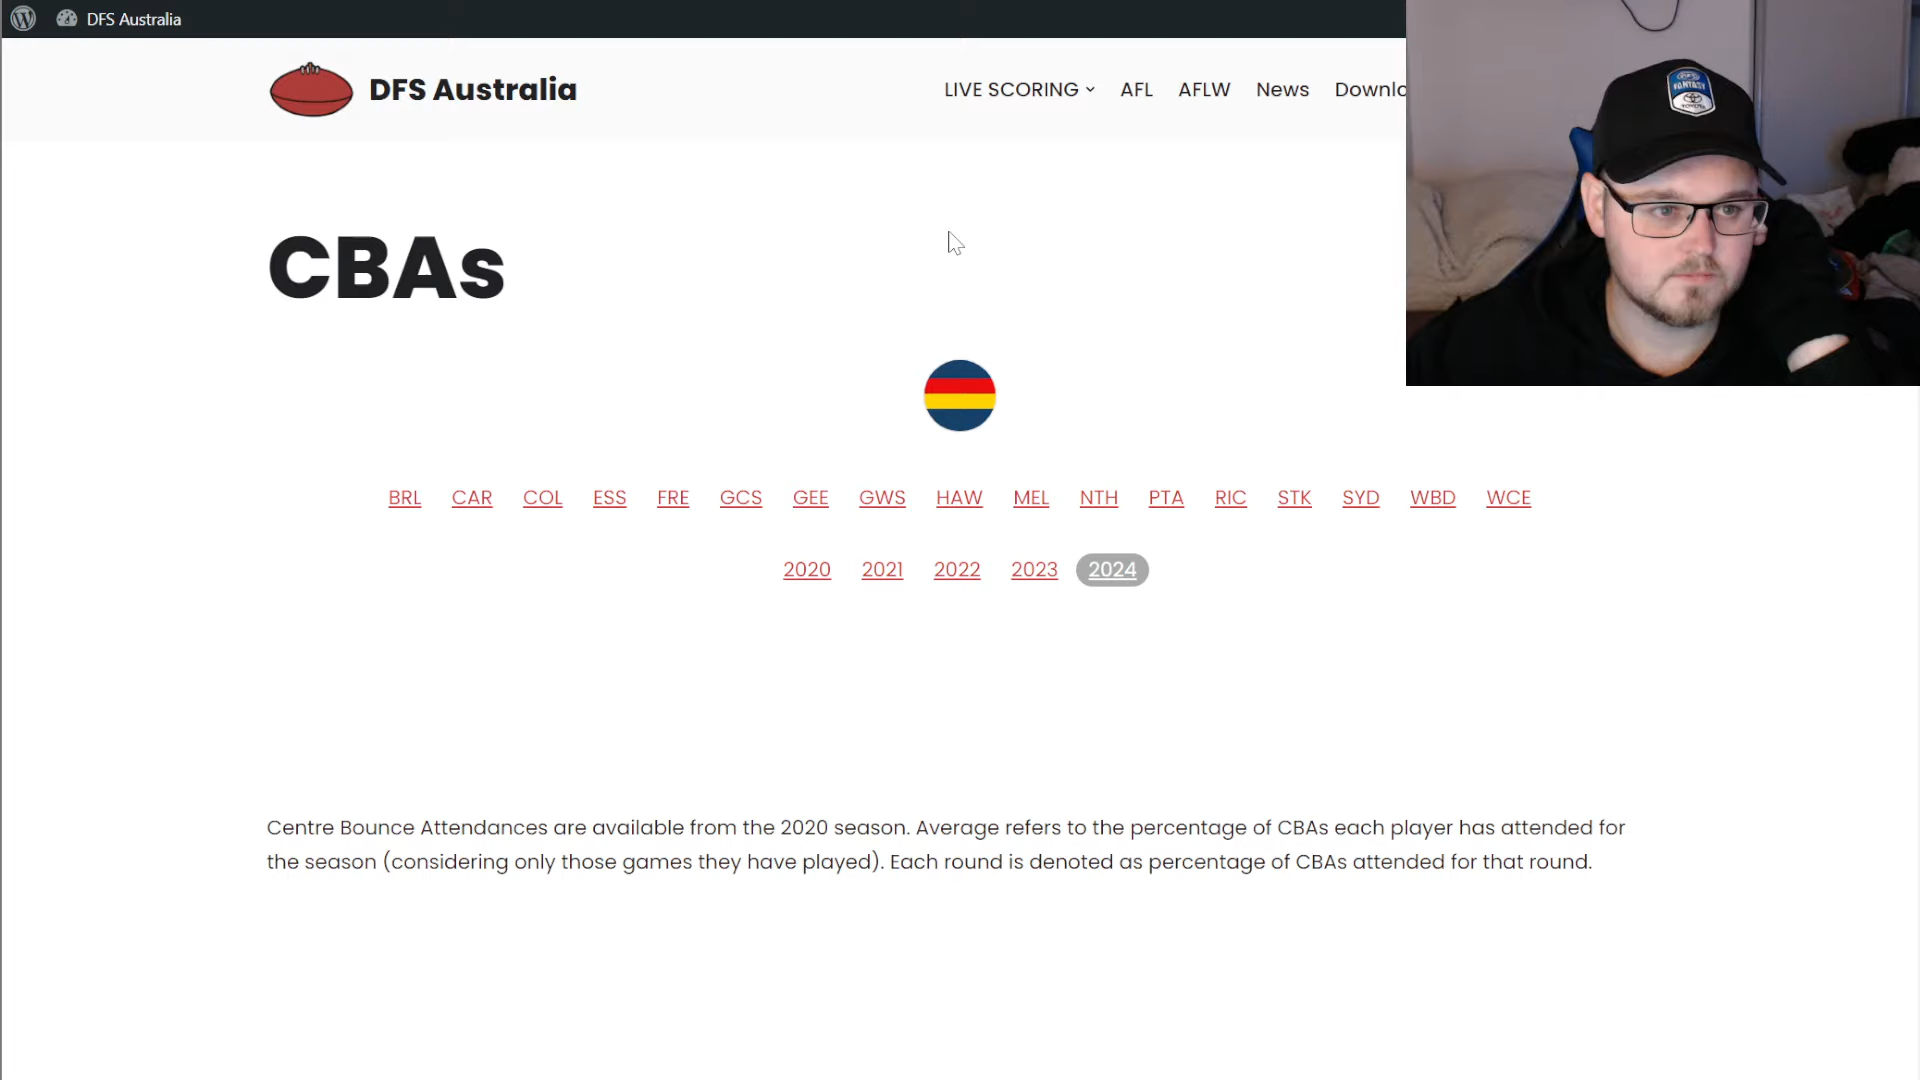 DFS Australia
DFS Australia
LIVE SCORING AFL AFLW News Downlo
FANTASY
TOYOTA
CBAs
BRL CAR COL ESS FRE GCS GEE GWS HAW MEL NTH PTA RIC STK SYD WBD WCE
2020 2021 2022 2023 2024
Centre Bounce Attendances are available from the 2020 season. Average refers to the percentage of CBAs each player has attended for
the season (considering only those games they have played). Each round is denoted as percentage of CBAs attended for that round.